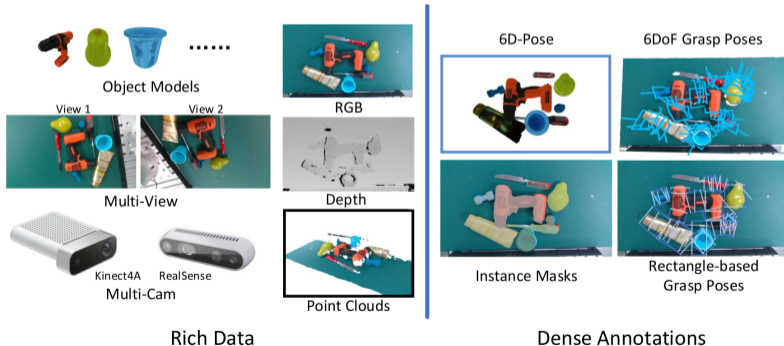 ......
Object Models
View 1
View 2
Multi-View
Kinect4A
RealSense
Multi-Cam
RGB
Depth
Point Clouds
Rich Data
6D-Pose
6DoF Grasp Poses
Instance Masks
Rectangle-based
Grasp Poses
Dense Annotations